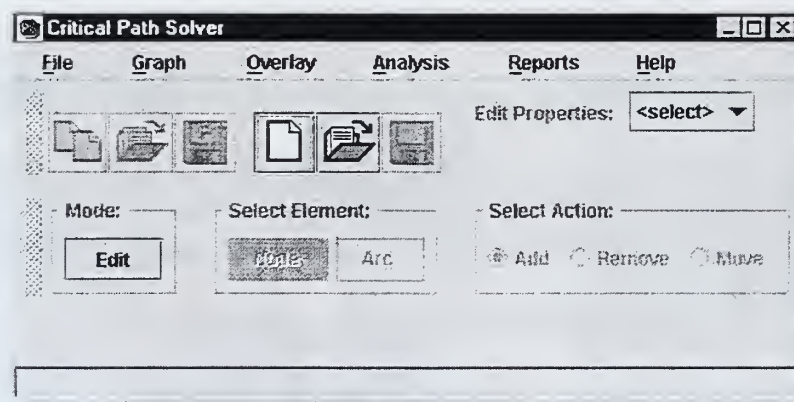 Critical Path Solver
File Graph Overlay Analysis Reports Help
Edit Properties: <select>
Mode: Select Element: Select Action:
Edit Node Arc Add Remove Move